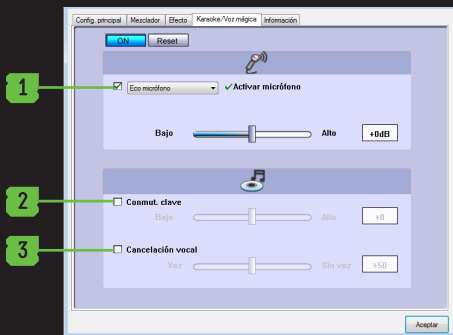 Config. principal Mezclador Efecto Karaoke/Voz mágica Información
ON Reset
1 Eco micrófono Activar micrófono
Bajo Alto +0dB
2 Conmut. clave
Bajo Alto +0
3 Cancelación vocal
Voz Sin voz +50
Aceptar